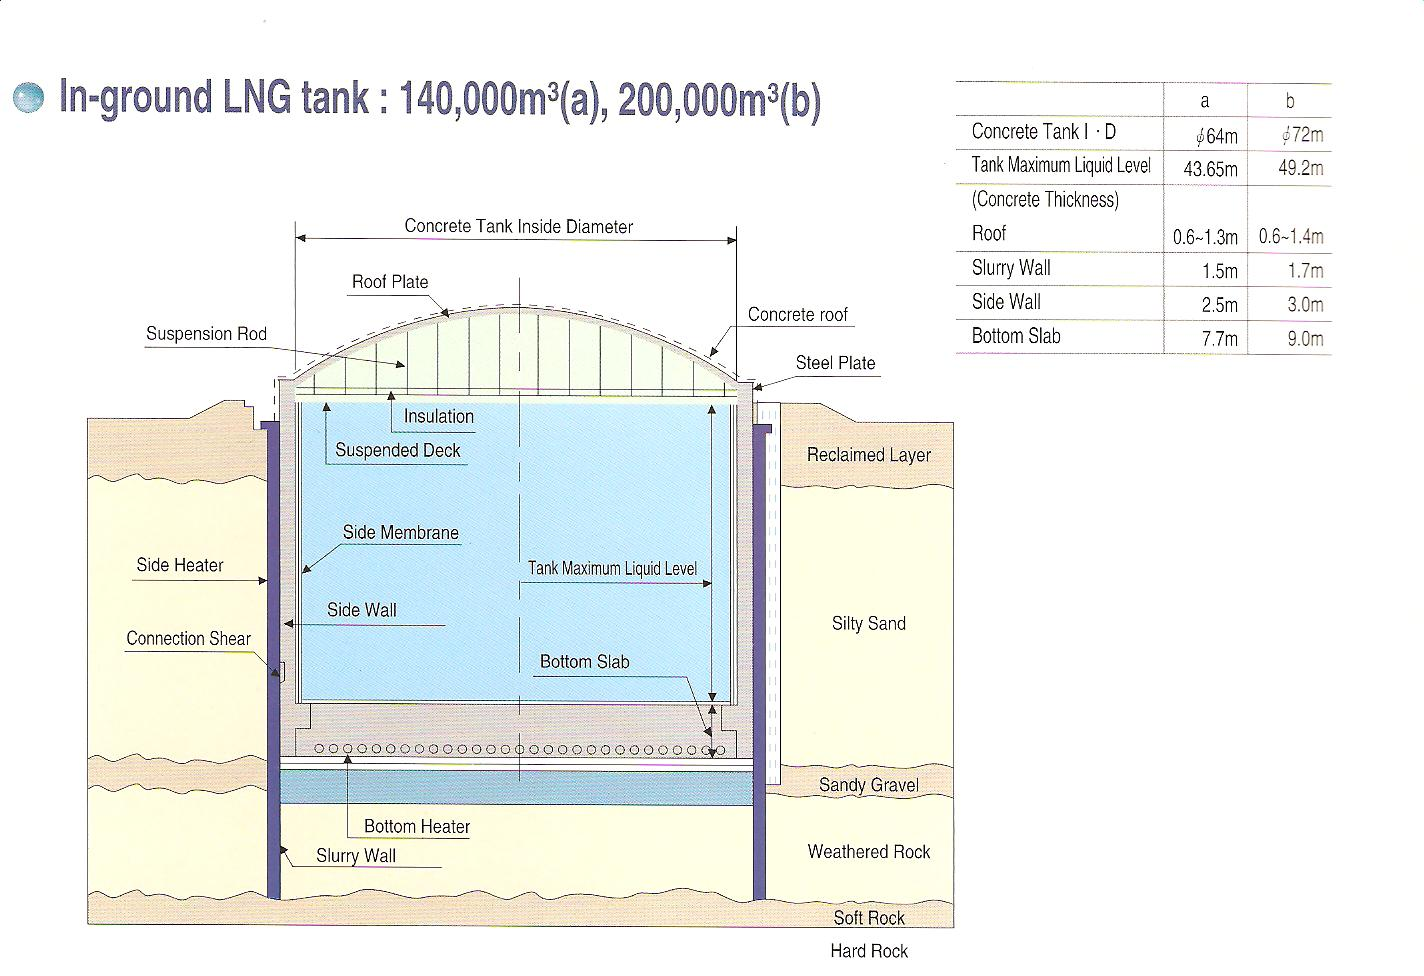 In-ground LNG tank : 140,000m³(a), 200,000m³(b)
a b
Concrete Tank I・D φ64m φ72m
Tank Maximum Liquid Level 43.65m 49.2m
(Concrete Thickness)
Roof 0.6~1.3m 0.6~1.4m
Slurry Wall 1.5m 1.7m
Side Wall 2.5m 3.0m
Bottom Slab 7.7m 9.0m
Concrete Tank Inside Diameter
Roof Plate
Concrete roof
Suspension Rod
Steel Plate
Insulation
Suspended Deck
Reclaimed Layer
Side Membrane
Side Heater
Tank Maximum Liquid Level
Side Wall
Silty Sand
Connection Shear
Bottom Slab
Sandy Gravel
Bottom Heater
Slurry Wall
Weathered Rock
Soft Rock
Hard Rock